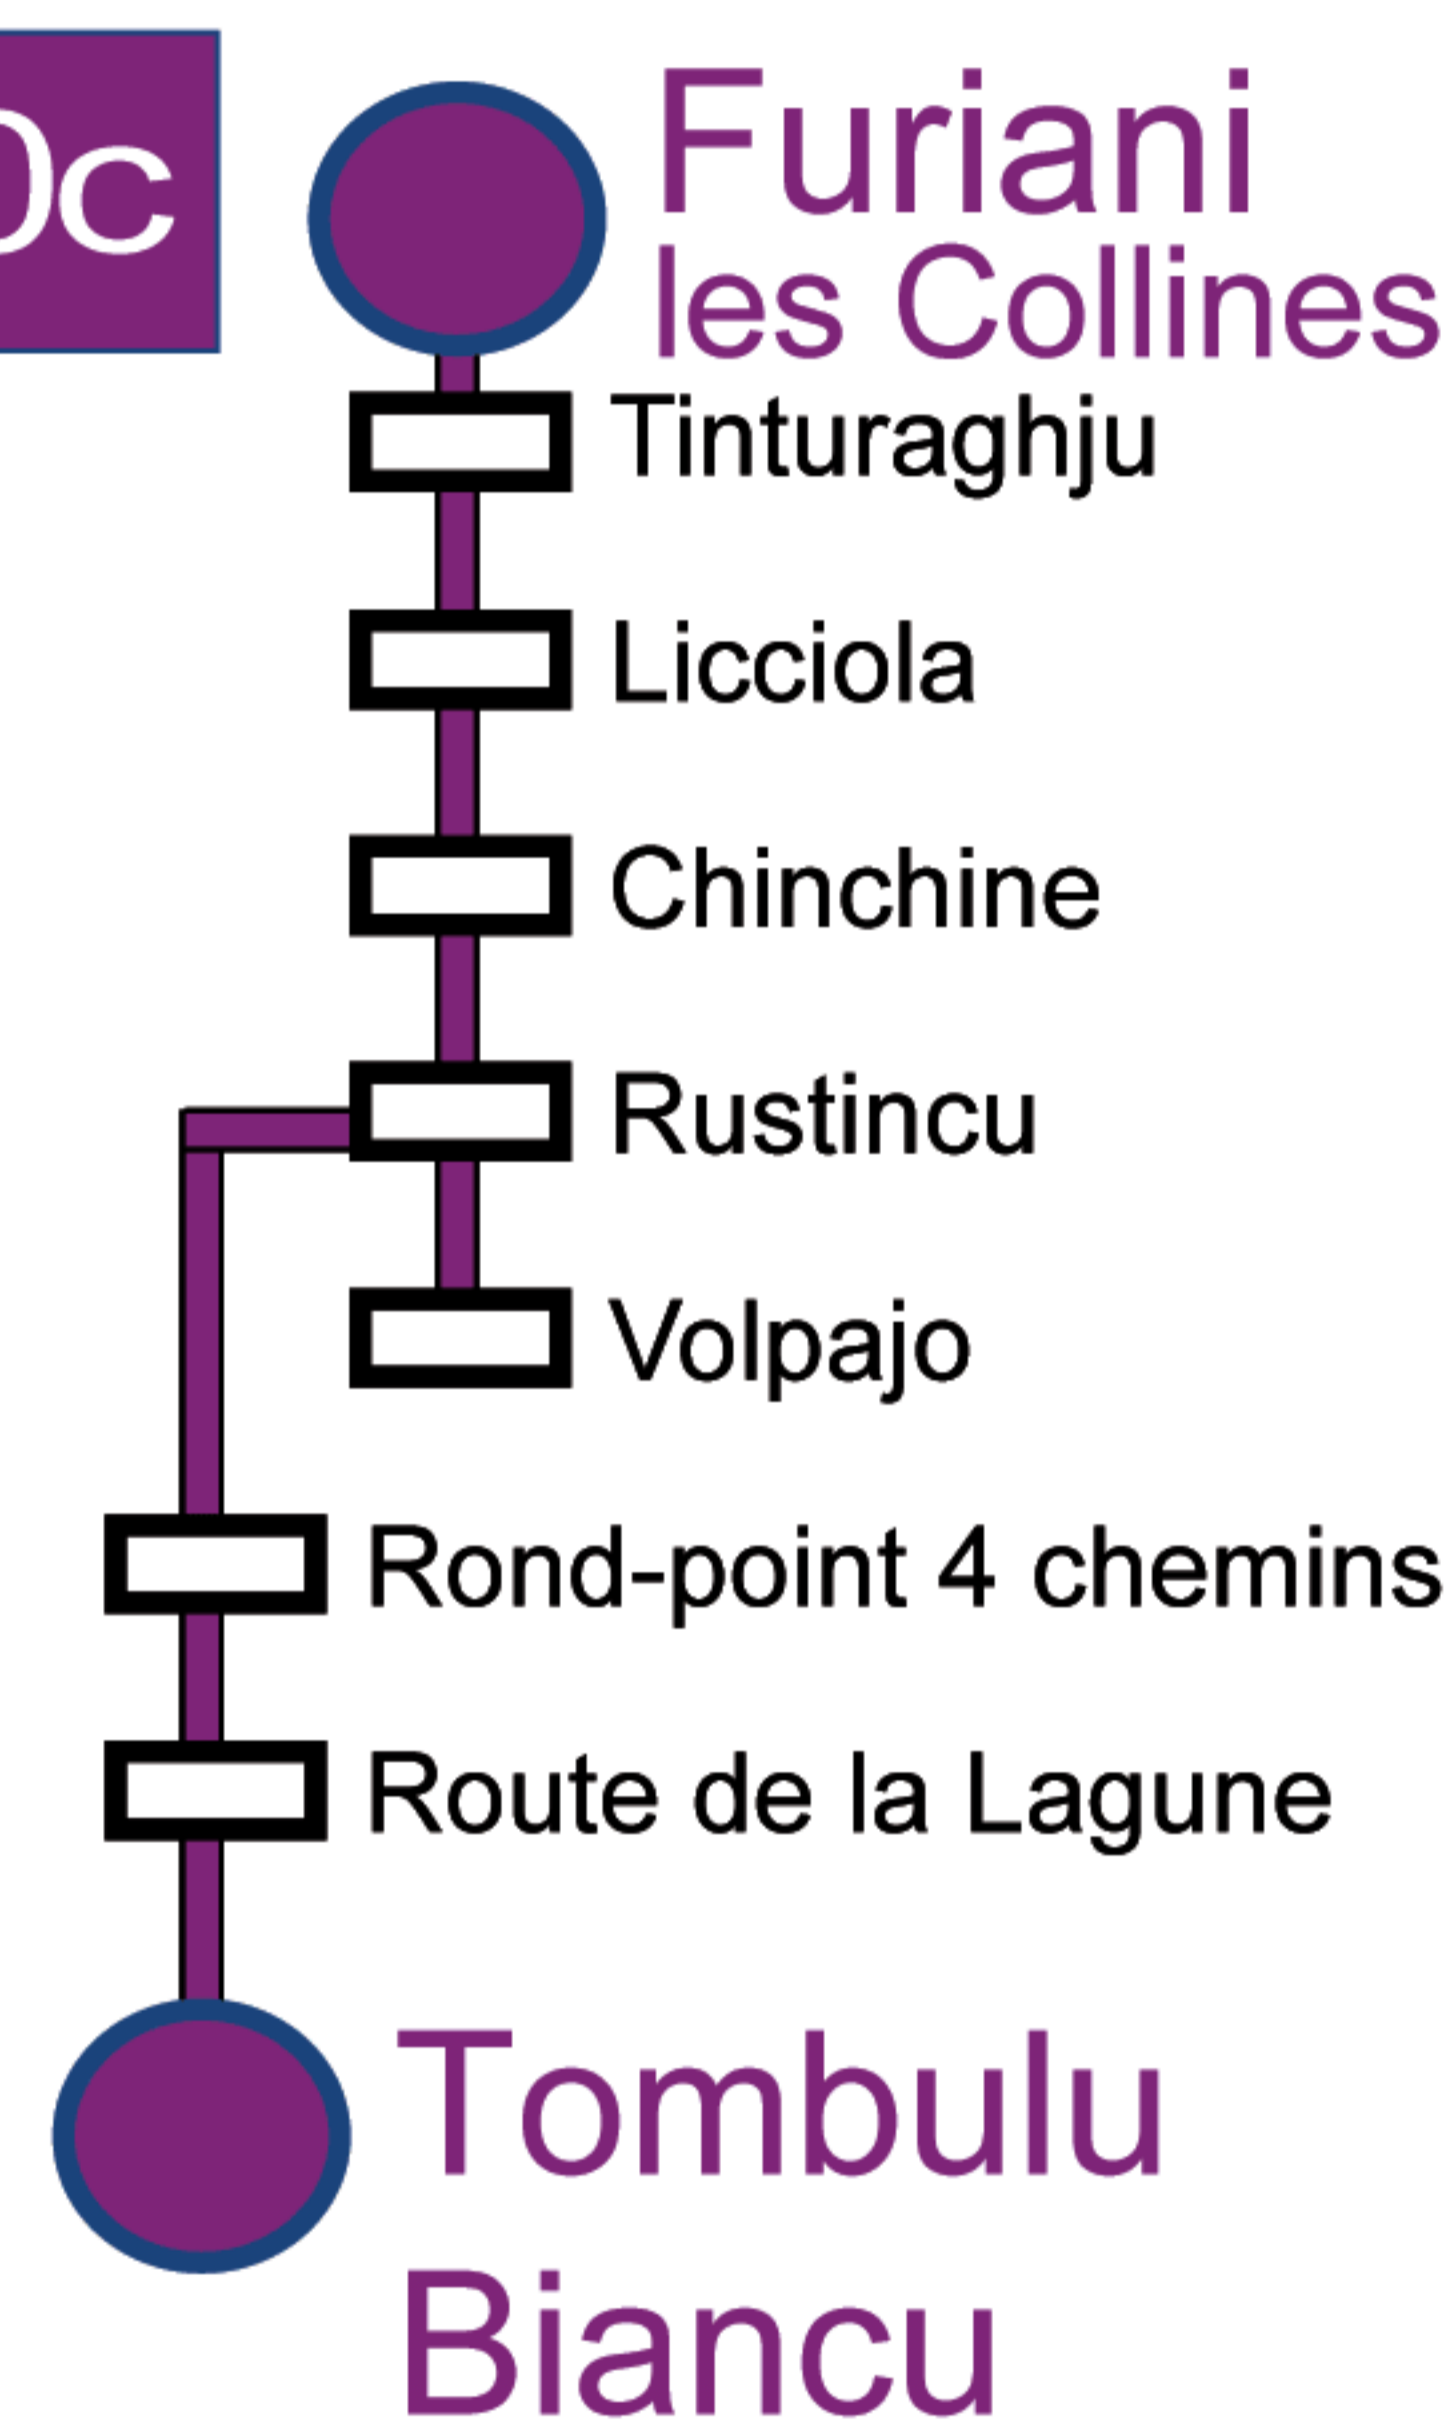 0c
Furiani
les Collines
Tinturaghju
Licciola
Chinchine
Rustincu
Volpajo
Rond-point 4 chemins
Route de la Lagune
Tombulu
Biancu